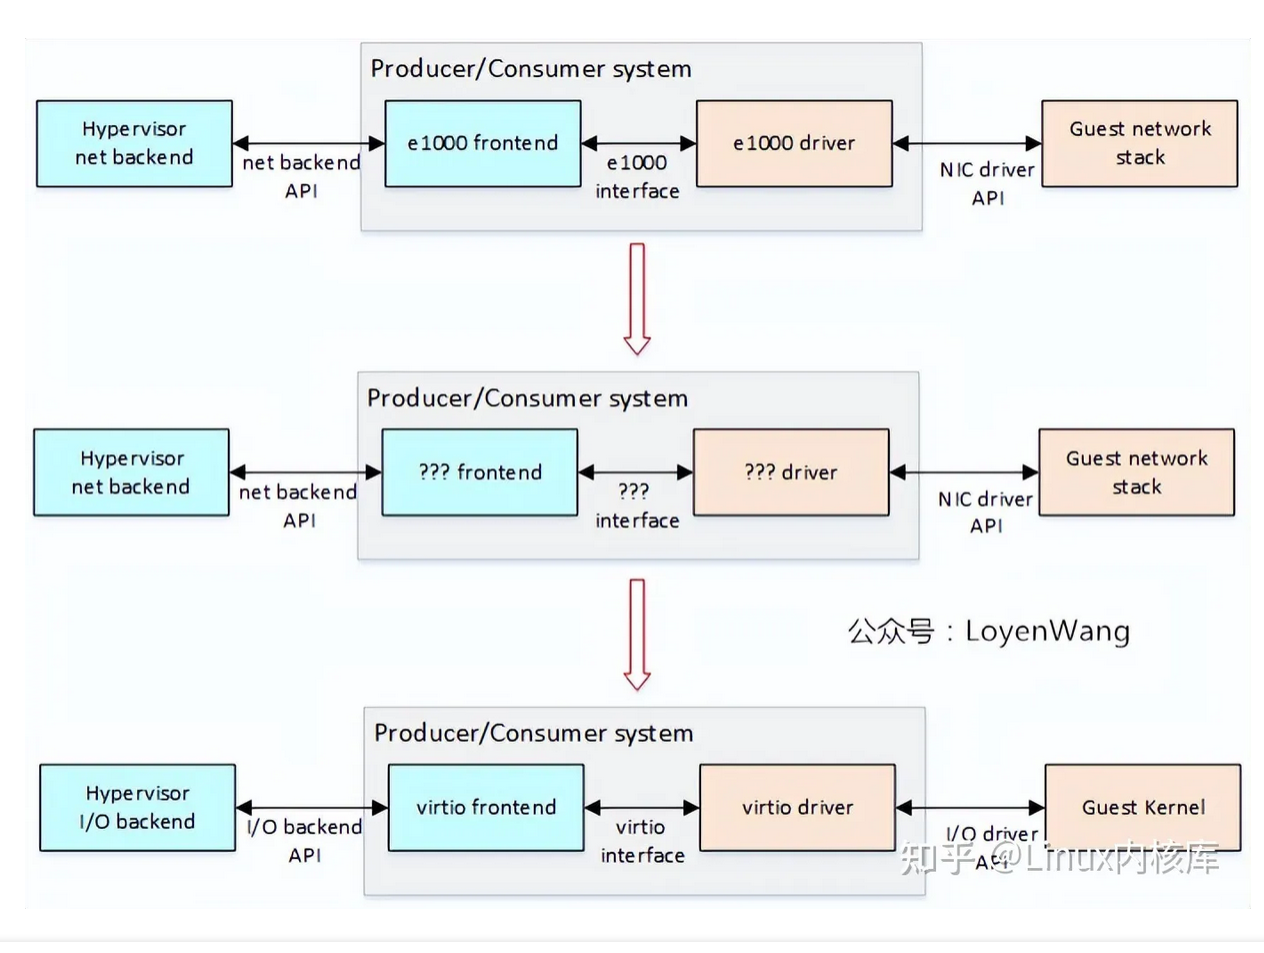 Producer/Consumer system
Hypervisor
net backend
net backend
API
e1000 frontend
e1000
interface
e1000 driver
NIC driver
API
Guest network
stack
Producer/Consumer system
Hypervisor
net backend
net backend
API
??? frontend
???
interface
??? driver
NIC driver
API
Guest network
stack
公众号：LoyenWang
Producer/Consumer system
Hypervisor
I/O backend
I/O backend
API
virtio frontend
virtio
interface
virtio driver
I/O driver
API
Guest Kernel
知乎 @Linux内核库